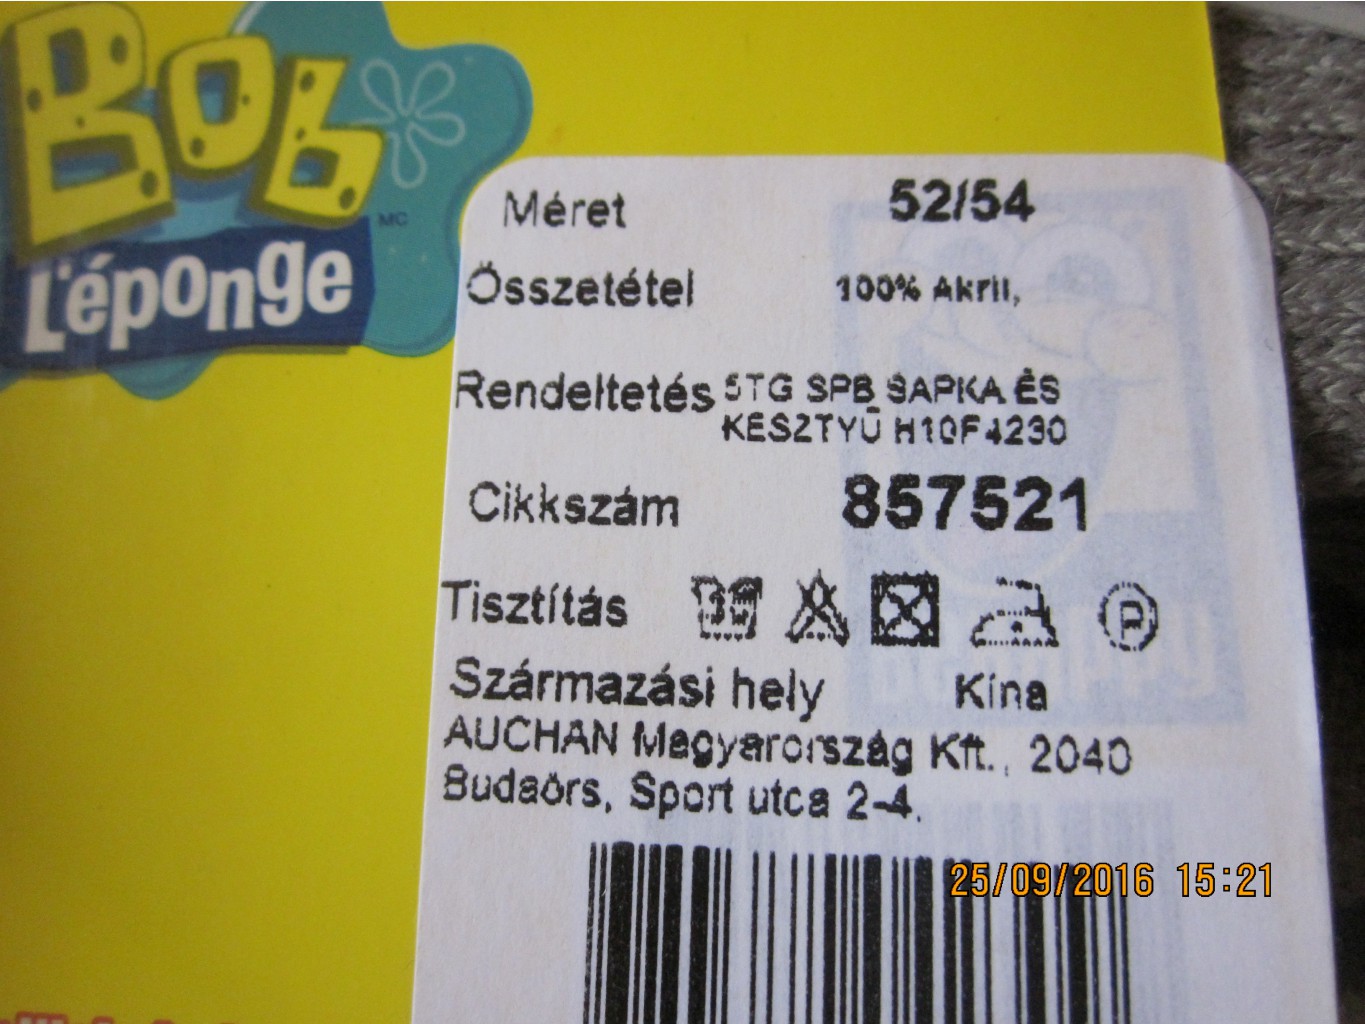 Bob
L'éponge
MC
Méret 52/54
Összetétel 100% Akril,
Rendeltetés 5TG SPB SAPKA ÉS
KESZTYŰ H10F4230
Cikkszám 857521
Tisztítás 30 P
Származási hely Kína
AUCHAN Magyarország Kft., 2040
Budaörs, Sport utca 2-4.
25/09/2016 15:21